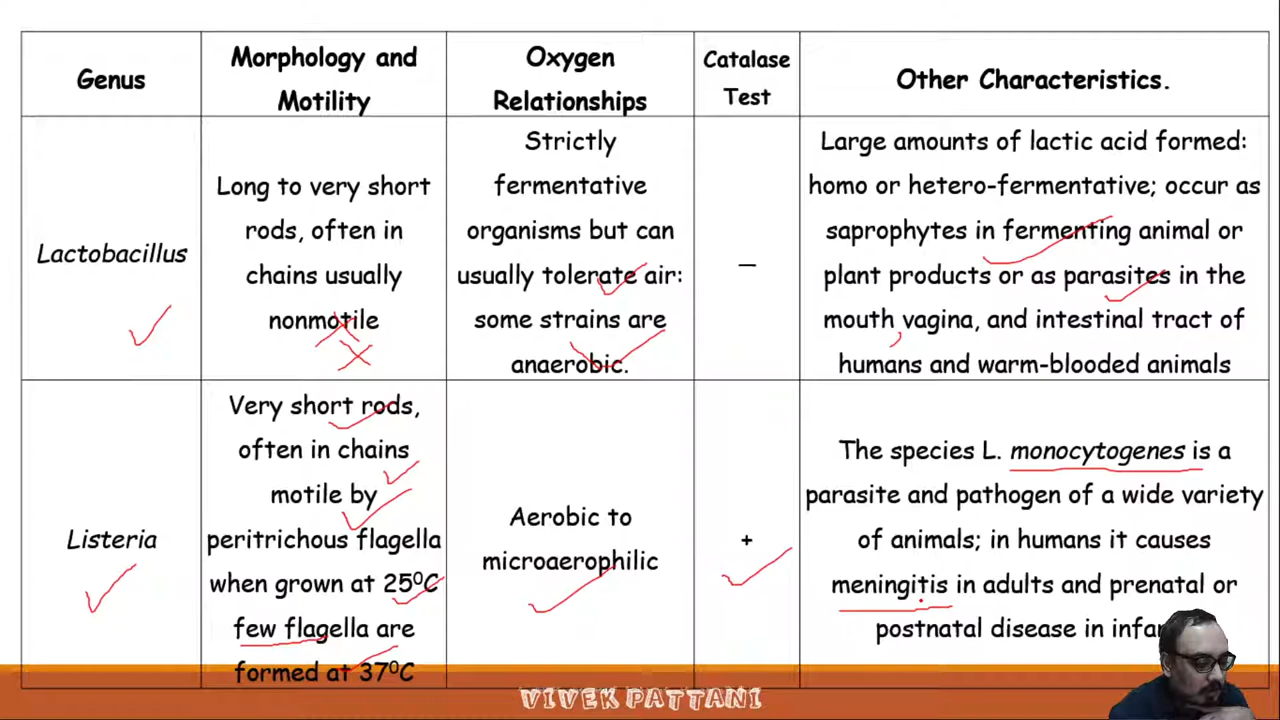 Genus
Morphology and
Motility
Oxygen
Relationships
Catalase
Test
Other Characteristics.
Lactobacillus
Long to very short
rods, often in
chains usually
nonmotile
Strictly
fermentative
organisms but can
usually tolerate air:
some strains are
anaerobic.
–
Large amounts of lactic acid formed:
homo or hetero-fermentative; occur as
saprophytes in fermenting animal or
plant products or as parasites in the
mouth, vagina, and intestinal tract of
humans and warm-blooded animals
Listeria
Very short rods,
often in chains
motile by
peritrichous flagella
when grown at 25⁰C
few flagella are
formed at 37⁰C
Aerobic to
microaerophilic
+
The species L. monocytogenes is a
parasite and pathogen of a wide variety
of animals; in humans it causes
meningitis in adults and prenatal or
postnatal disease in
VIVEK PATTANI